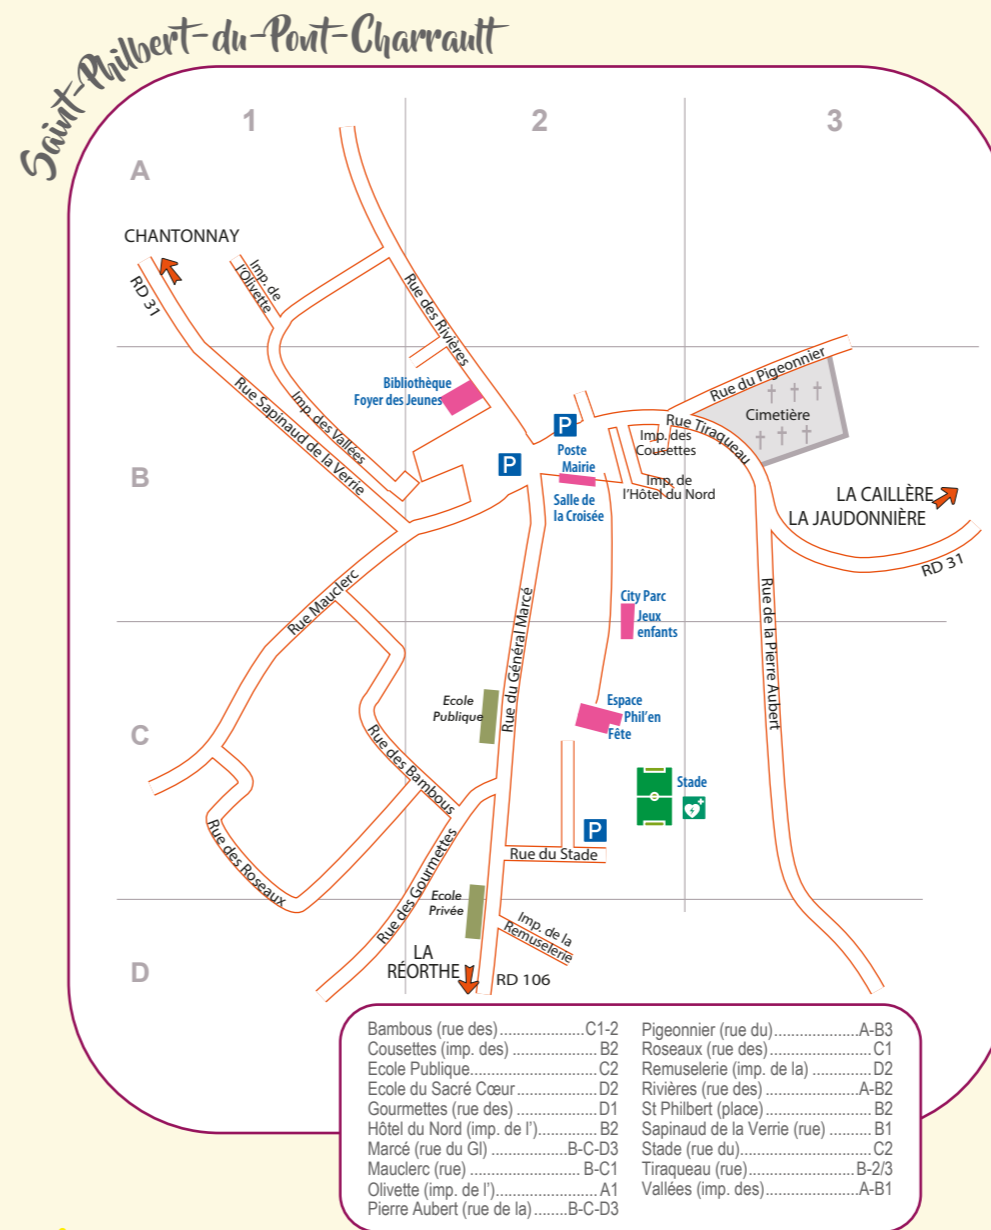 Saint-Philbert-du-Pont-Charrault
1
2
3
A
CHANTONNAY
RD 31
Imp. de
l'Olivette
Rue des Rivières
Rue du Pigeonnier
Bibliothèque
Foyer des Jeunes
Rue Sapinaud de la Verrie
Imp. des Vallées
Cimetière
P
Rue Tiraqueau
Imp. des
Cousettes
Poste
Mairie
P
B
Imp. de
l'Hôtel du Nord
Salle de
la Croisée
LA CAILLÈRE
LA JAUDONNIÈRE
RD 31
Rue Mauclerc
City Parc
Jeux
enfants
Rue du Général Marcé
Rue de la Pierre Aubert
Ecole
Publique
Espace
Phil'en
Fête
C
Rue des Bambous
Stade
P
Rue du Stade
Rue des Roseaux
Rue des Gourmettes
Ecole
Privée
Imp. de la
Remuselerie
D
LA
RÉORTHE
RD 106
Bambous (rue des)....................C1-2
Cousettes (imp. des) ....................B2
Ecole Publique....................C2
Ecole du Sacré Cœur ....................D2
Gourmettes (rue des) ....................D1
Hôtel du Nord (imp. de l')....................B2
Marcé (rue du Gl) ....................B-C-D3
Mauclerc (rue) ....................B-C1
Olivette (imp. de l')....................A1
Pierre Aubert (rue de la)........B-C-D3
Pigeonnier (rue du)....................A-B3
Roseaux (rue des)....................C1
Remuselerie (imp. de la) ....................D2
Rivières (rue des) ....................A-B2
St Philbert (place)....................B2
Sapinaud de la Verrie (rue) ..........B1
Stade (rue du)....................C2
Tiraqueau (rue)....................B-2/3
Vallées (imp. des)....................A-B1